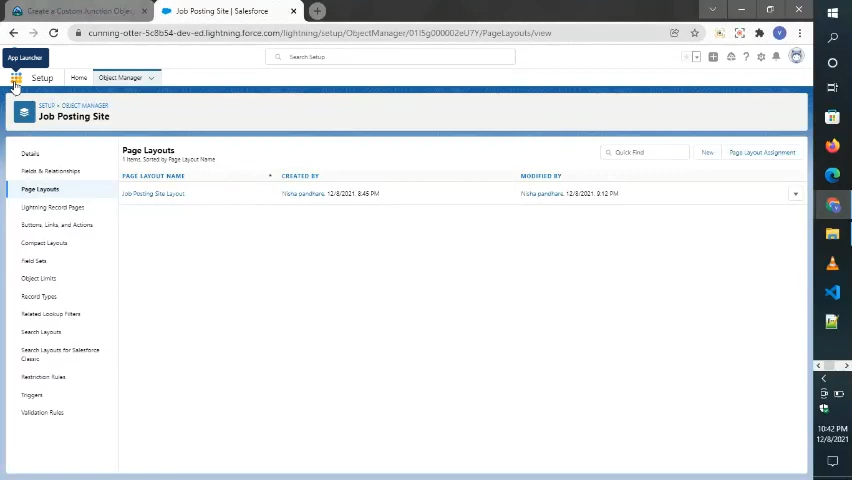 Create a Custom Junction Obje
Job Posting Site | Salesforce
cunning-otter-5c8b54-dev-ed.lightning.force.com/lightning/setup/ObjectManager/01I5g000002eU7Y/PageLayouts/view
App Launcher
Search Setup
Setup
Home
Object Manager
SETUP > OBJECT MANAGER
Job Posting Site
Details
Fields & Relationships
Page Layouts
Lightning Record Pages
Buttons, Links, and Actions
Compact Layouts
Field Sets
Object Limits
Record Types
Related Lookup Filters
Search Layouts
Search Layouts for Salesforce
Classic
Restriction Rules
Triggers
Validation Rules
Page Layouts
1 Items, Sorted by Page Layout Name
Quick Find
New
Page Layout Assignment
PAGE LAYOUT NAME
CREATED BY
MODIFIED BY
Job Posting Site Layout
Nisha pandhare, 12/8/2021, 8:45 PM
Nisha pandhare, 12/8/2021, 9:12 PM
10:42 PM
12/8/2021